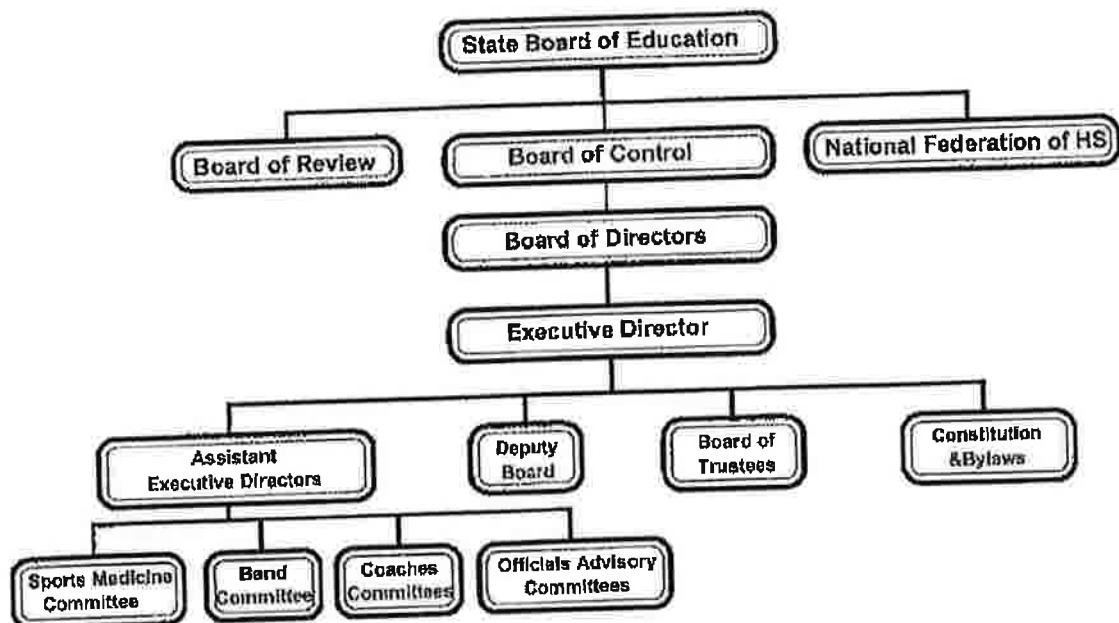 State Board of Education
Board of Review
Board of Control
National Federation of HS
Board of Directors
Executive Director
Assistant
Executive Directors
Deputy
Board
Board of
Trustees
Constitution
&Bylaws
Sports Medicine
Committee
Band
Committee
Coaches
Committees
Officials Advisory
Committees